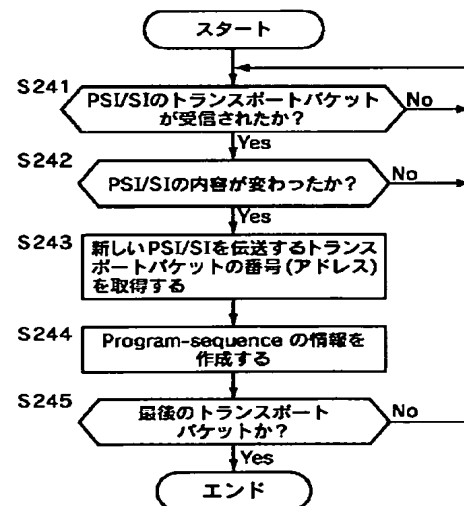 スタート
S241
PSI/SIのトランスポートパケット
が受信されたか?
No
Yes
S242
PSI/SIの内容が変わったか?
No
Yes
S243
新しいPSI/SIを伝送するトランス
ポートパケットの番号(アドレス)
を取得する
S244
Program-sequence の情報を
作成する
S245
最後のトランスポート
パケットか?
No
Yes
エンド